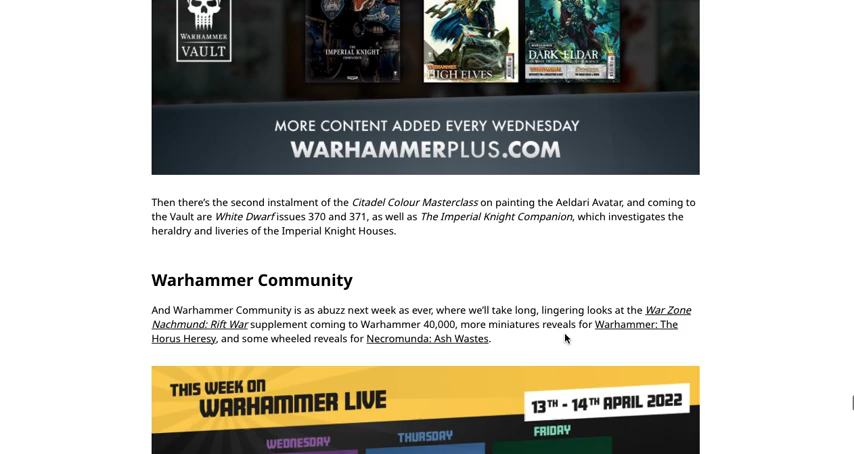 WARHAMMER
VAULT
THE
IMPERIAL KNIGHT
COMPANION
HIGH ELVES
DARK ELDAR
MORE CONTENT ADDED EVERY WEDNESDAY
WARHAMMERPLUS.COM
Then there’s the second instalment of the Citadel Colour Masterclass on painting the Aeldari Avatar, and coming to
the Vault are White Dwarf issues 370 and 371, as well as The Imperial Knight Companion, which investigates the
heraldry and liveries of the Imperial Knight Houses.
Warhammer Community
And Warhammer Community is as abuzz next week as ever, where we’ll take long, lingering looks at the War Zone
Nachmund: Rift War supplement coming to Warhammer 40,000, more miniatures reveals for Warhammer: The
Horus Heresy, and some wheeled reveals for Necromunda: Ash Wastes.
THIS WEEK ON
WARHAMMER LIVE
13TH - 14TH APRIL 2022
WEDNESDAY
THURSDAY
FRIDAY